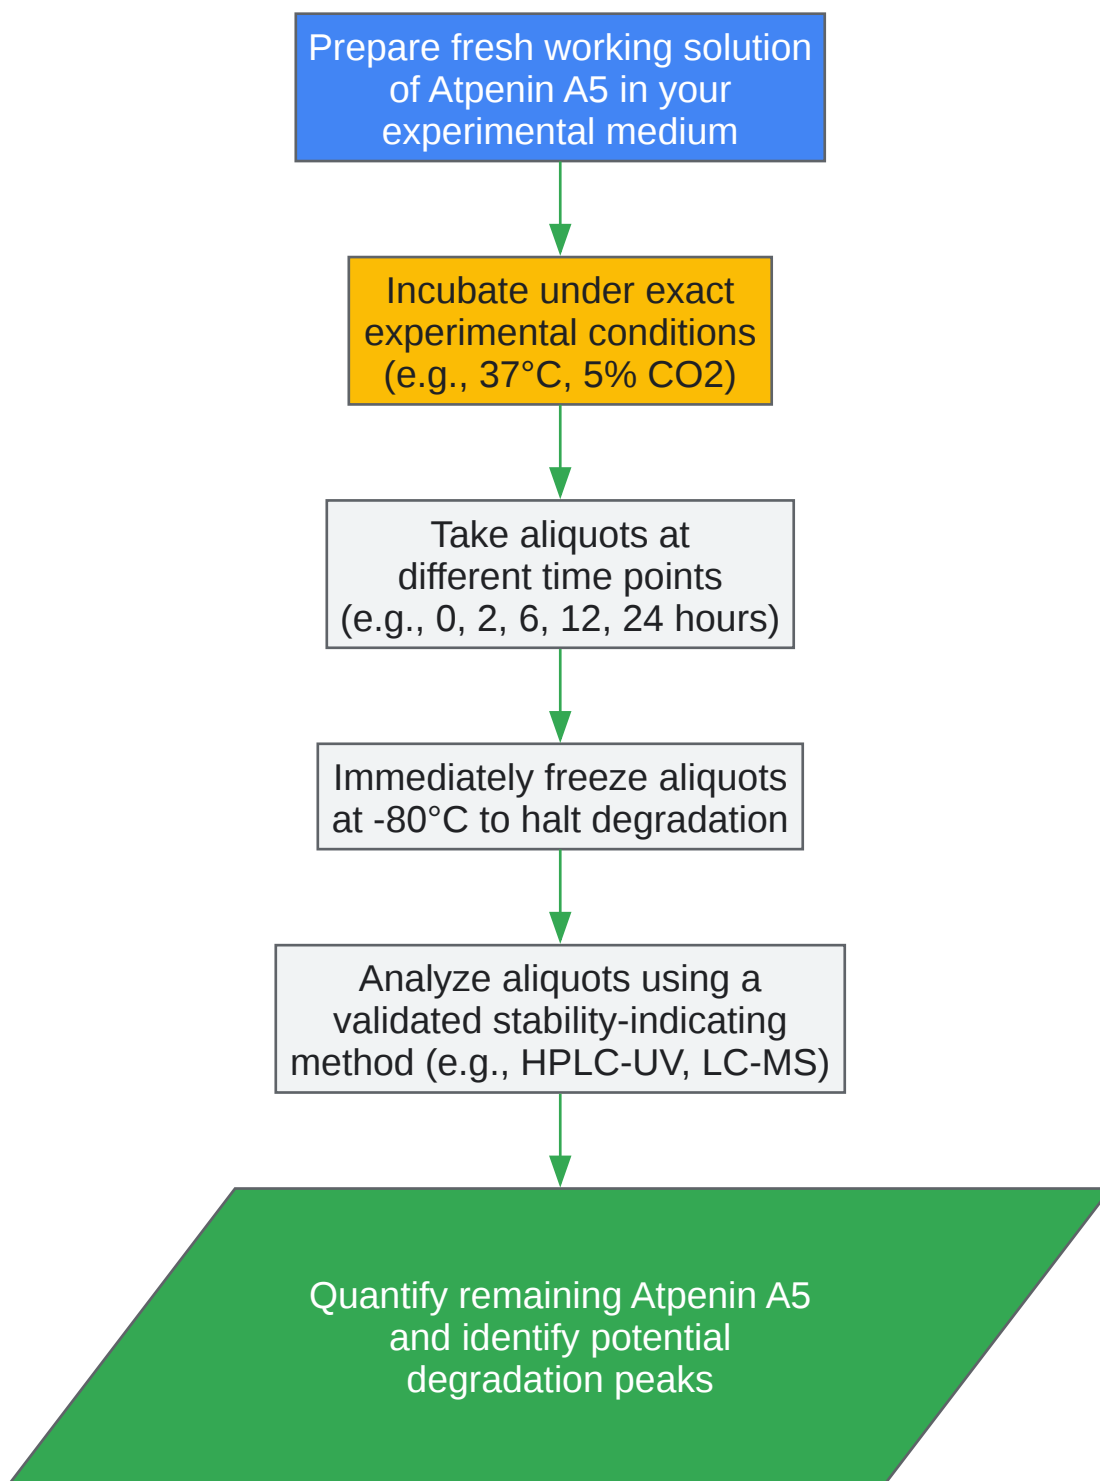 Prepare fresh working solution
of Atpenin A5 in your
experimental medium
Incubate under exact
experimental conditions
(e.g., 37°C, 5% CO2)
Take aliquots at
different time points
(e.g., 0, 2, 6, 12, 24 hours)
Immediately freeze aliquots
at -80°C to halt degradation
Analyze aliquots using a
validated stability-indicating
method (e.g., HPLC-UV, LC-MS)
Quantify remaining Atpenin A5
and identify potential
degradation peaks